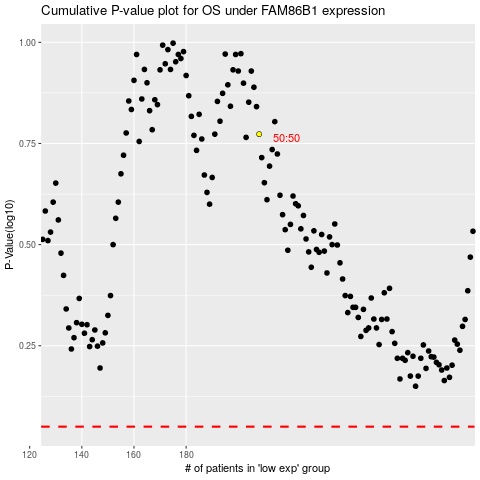 Cumulative P-value plot for OS under FAM86B1 expression
1.00
0.75
0.50
0.25
P-Value(log10)
50:50
120 140 160 180
# of patients in 'low exp' group